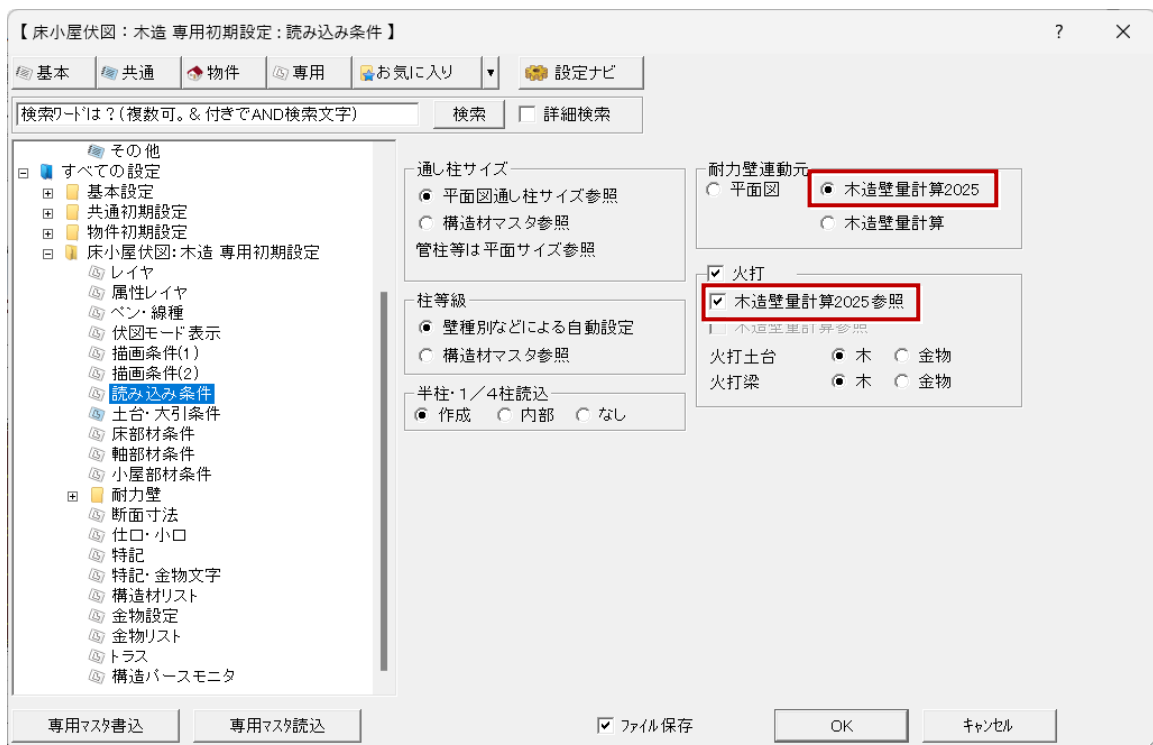 【 床小屋伏図：木造 専用初期設定 : 読み込み条件 】
?
基本
共通
物件
専用
お気に入り
設定ナビ
検索ワードは？(複数可。& 付きでAND検索文字)
検索
詳細検索
その他
すべての設定
基本設定
共通初期設定
物件初期設定
床小屋伏図:木造 専用初期設定
レイヤ
属性レイヤ
ペン・線種
伏図モード表示
描画条件(1)
描画条件(2)
読み込み条件
土台・大引条件
床部材条件
軸部材条件
小屋部材条件
耐力壁
断面寸法
仕口・小口
特記
特記・金物文字
構造材リスト
金物設定
金物リスト
トラス
構造パースモニタ
通し柱サイズ
平面図通し柱サイズ参照
構造材マスタ参照
管柱等は平面サイズ参照
柱等級
壁種別などによる自動設定
構造材マスタ参照
半柱・１／４柱読込
作成
内部
なし
耐力壁連動元
平面図
木造壁量計算2025
木造壁量計算
火打
木造壁量計算2025参照
木造壁量計算参照
火打土台
木
金物
火打梁
木
金物
専用マスタ書込
専用マスタ読込
ファイル保存
OK
キャンセル